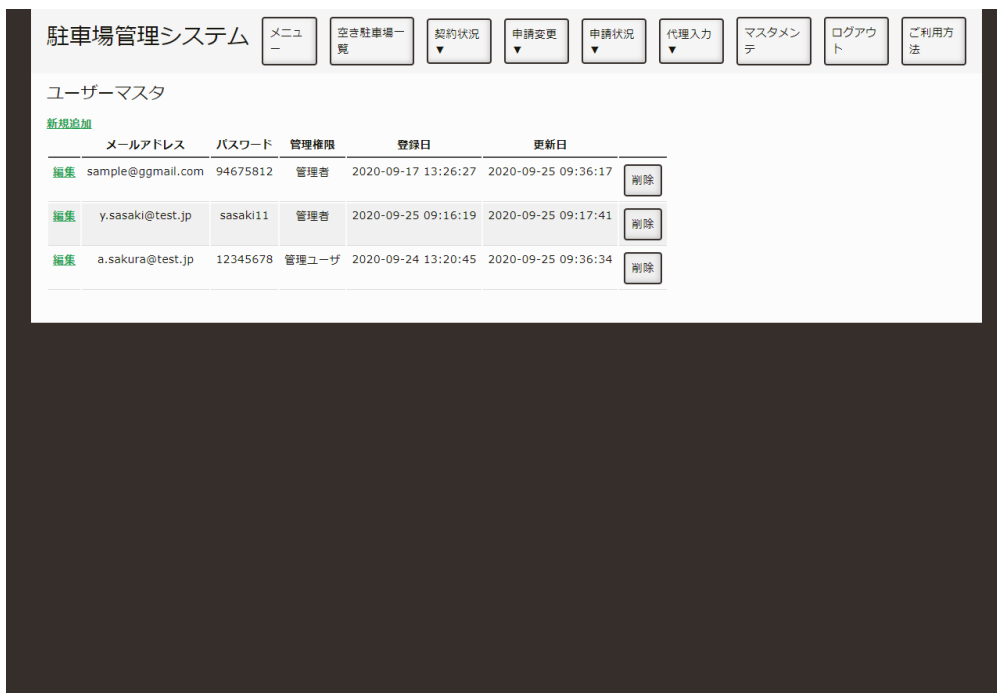 駐車場管理システム
メニュ
ー
空き駐車場一
覧
契約状況
▼
申請変更
▼
申請状況
▼
代理入力
▼
マスタメン
テ
ログアウ
ト
ご利用方
法
ユーザーマスタ
新規追加
メールアドレス パスワード 管理権限 登録日 更新日
編集 sample@ggmail.com 94675812 管理者 2020-09-17 13:26:27 2020-09-25 09:36:17 削除
編集 y.sasaki@test.jp sasaki11 管理者 2020-09-25 09:16:19 2020-09-25 09:17:41 削除
編集 a.sakura@test.jp 12345678 管理ユーザ 2020-09-24 13:20:45 2020-09-25 09:36:34 削除